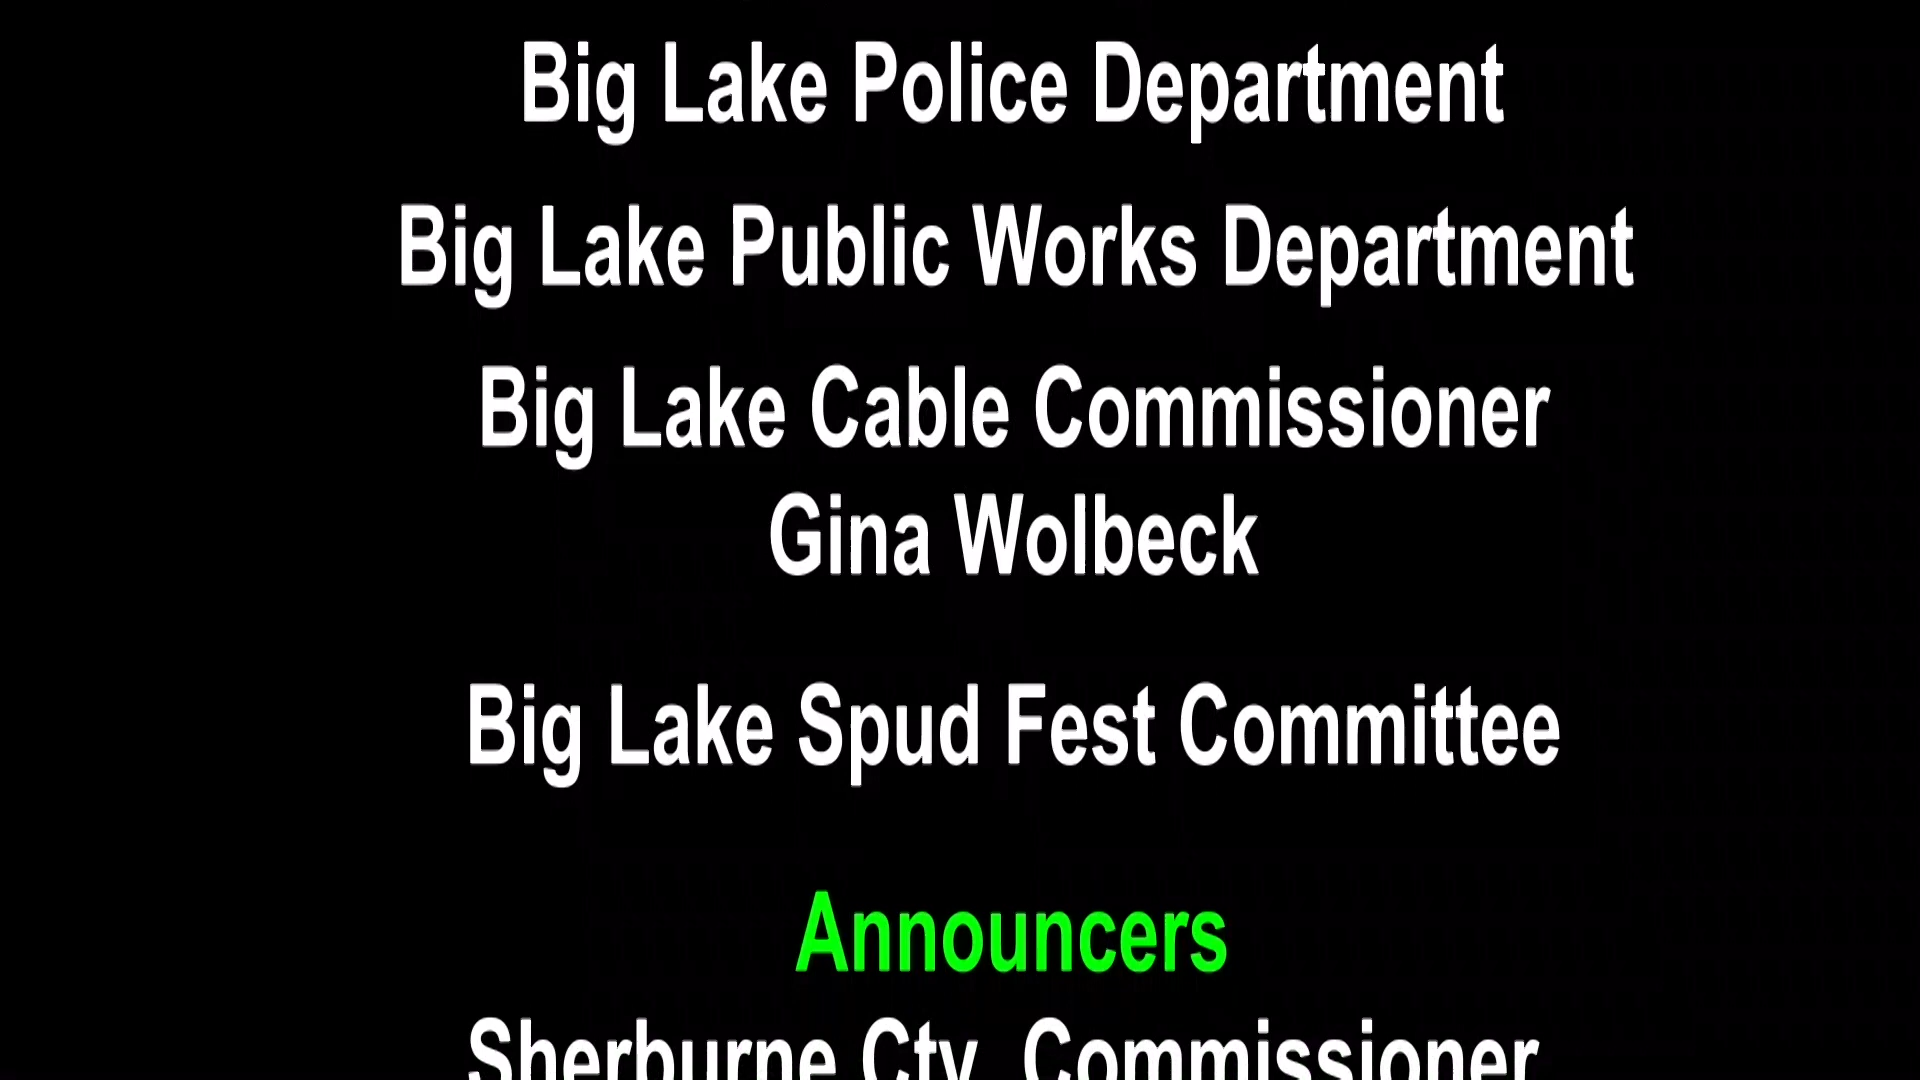 Big Lake Police Department
Big Lake Public Works Department
Big Lake Cable Commissioner
Gina Wolbeck
Big Lake Spud Fest Committee
Announcers
Sherburne Cty Commissioner